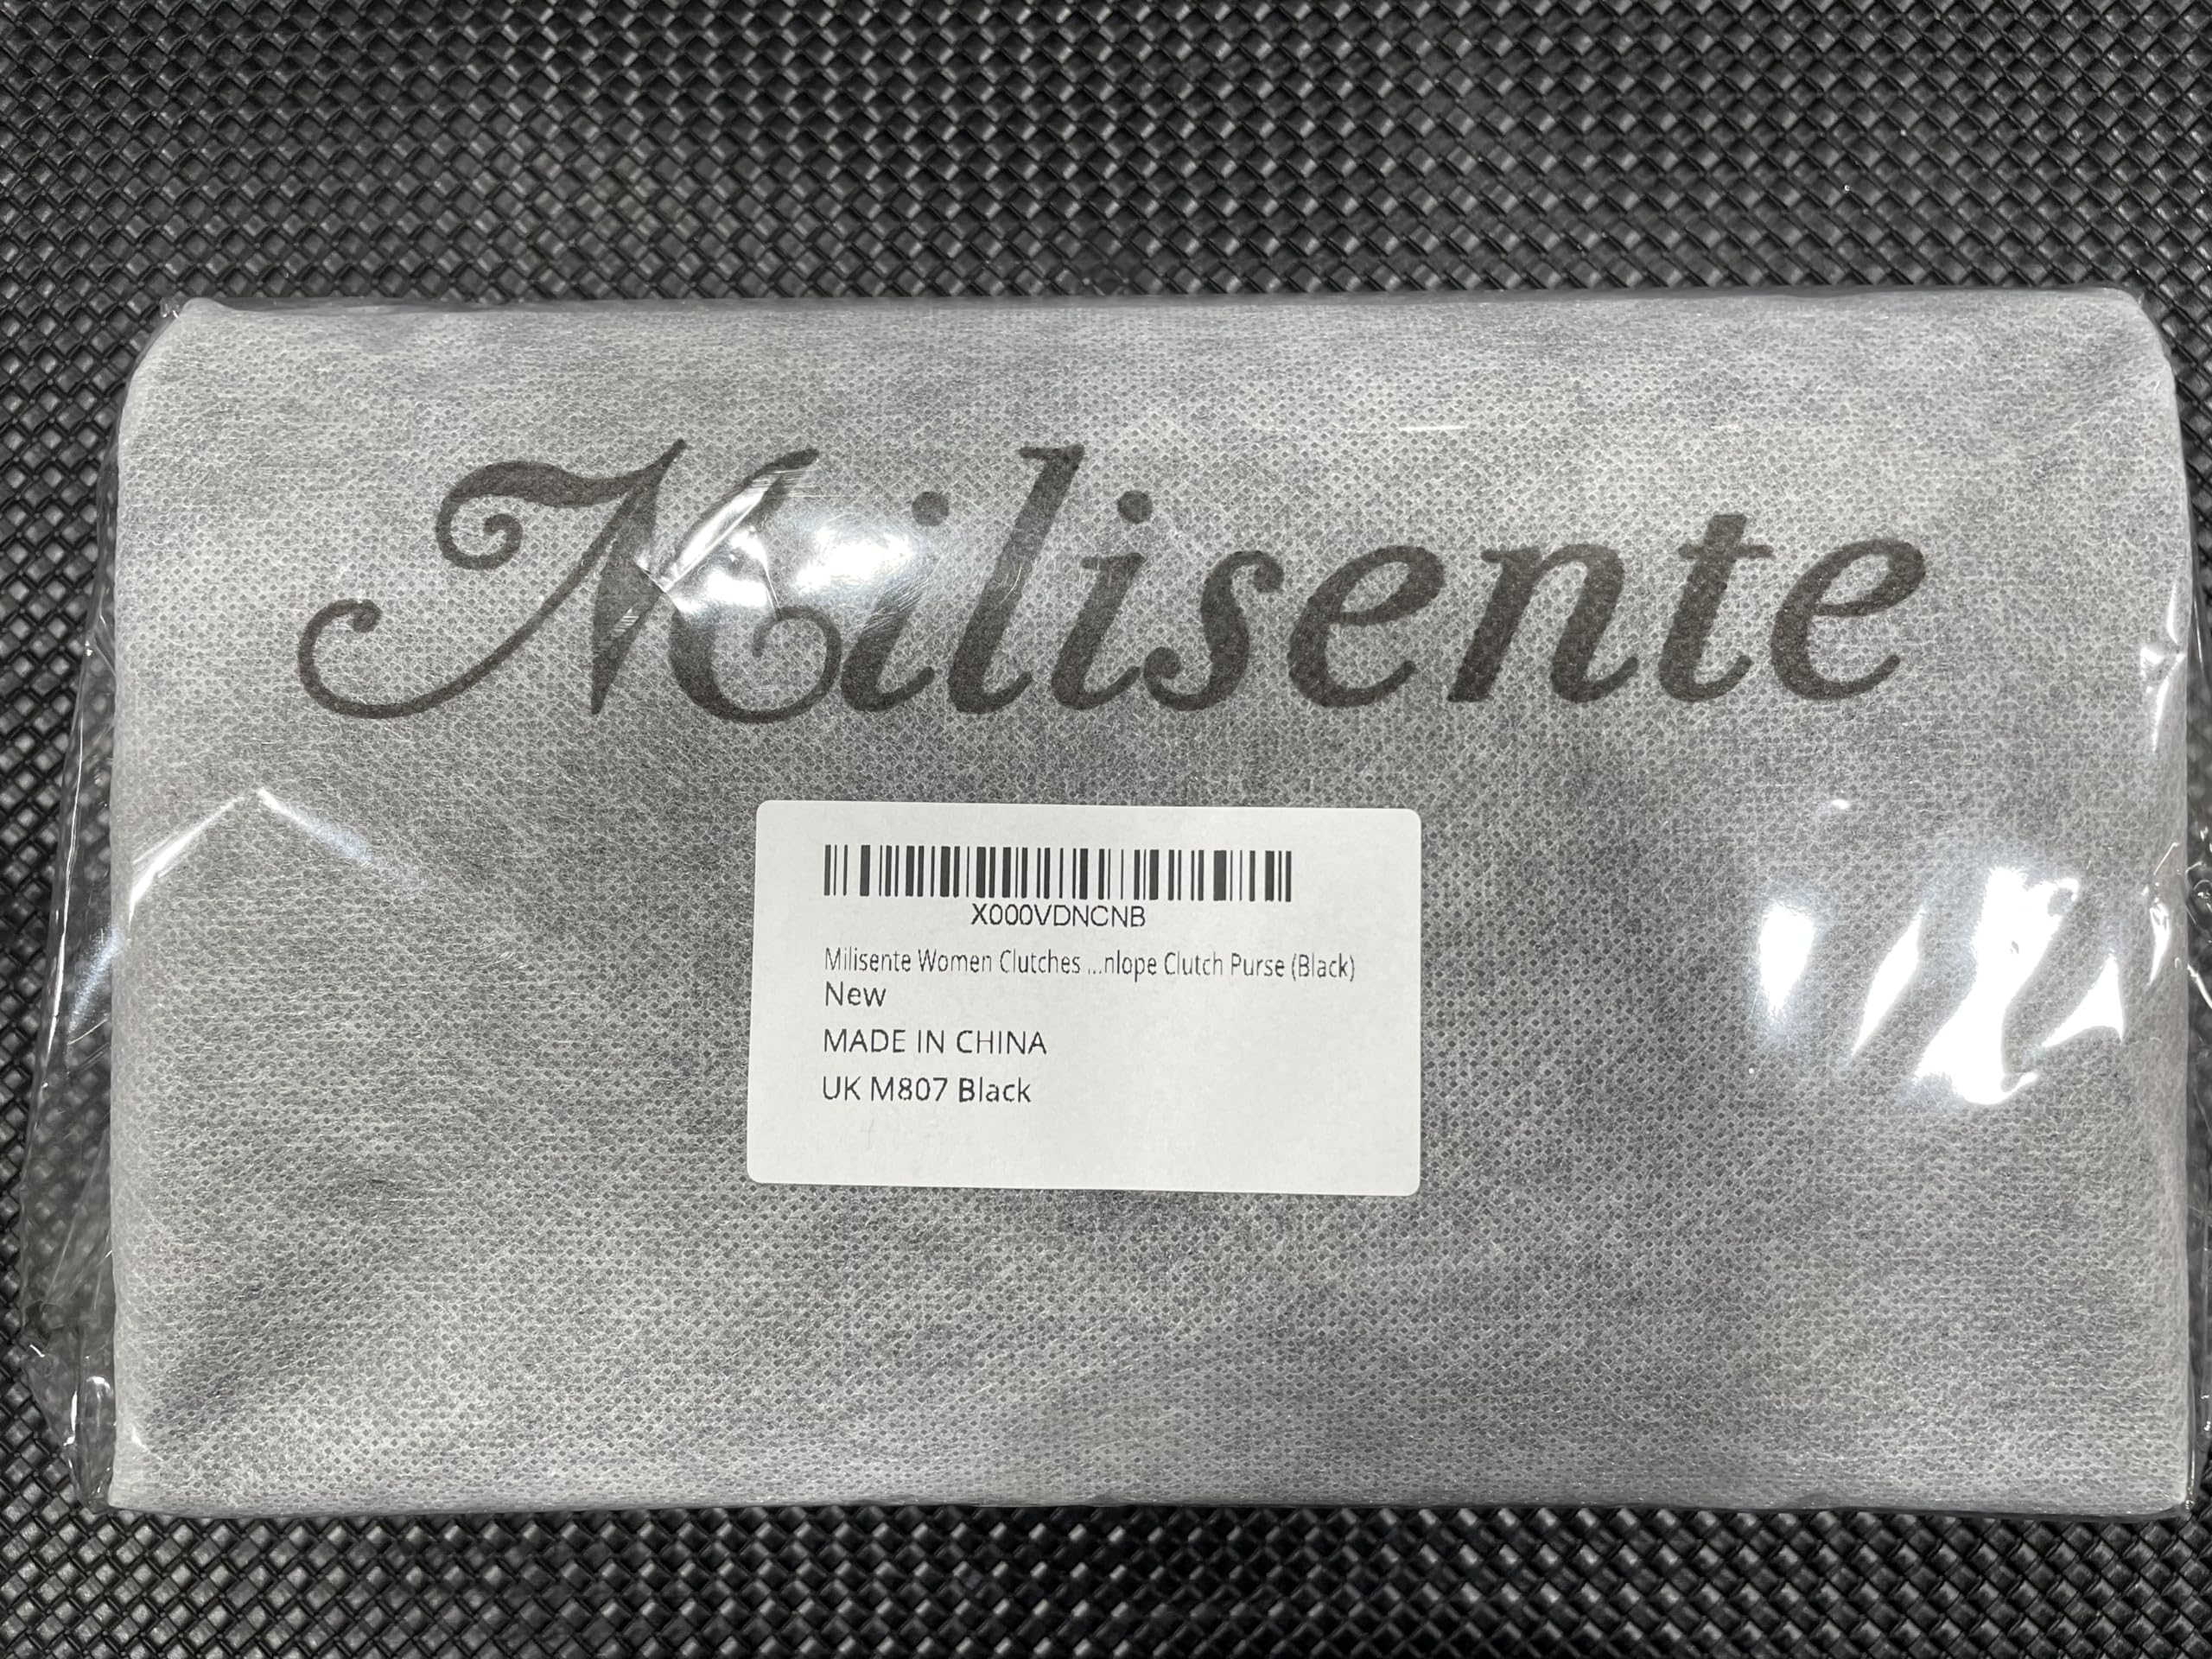 Milisente
X000VDNCNB
Milisente Women Clutches ...nlope Clutch Purse (Black)
New
MADE IN CHINA
UK M807 Black